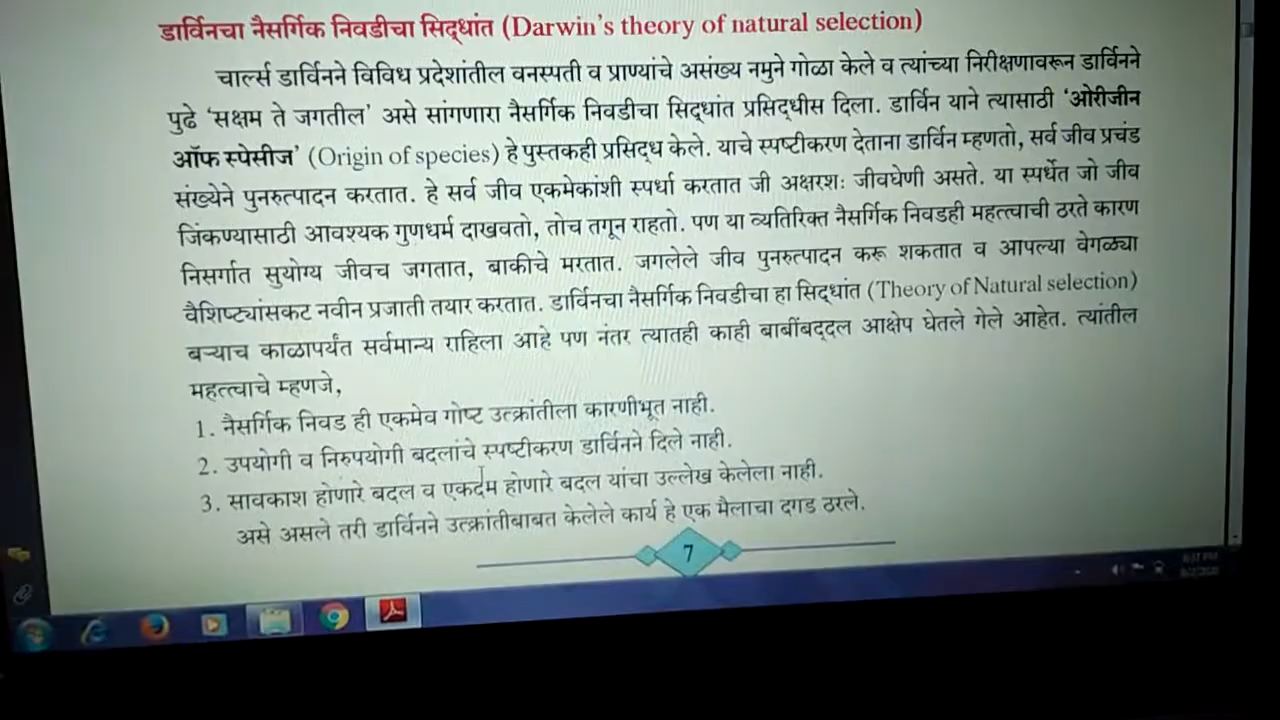 डार्विनचा नैसर्गिक निवडीचा सिद्धांत (Darwin's theory of natural selection)
चार्ल्स डार्विनने विविध प्रदेशांतील वनस्पती व प्राण्यांचे असंख्य नमुने गोळा केले व त्यांच्या निरीक्षणावरून डार्विनने
पुढे 'सक्षम ते जगतील' असे सांगणारा नैसर्गिक निवडीचा सिद्धांत प्रसिद्धीस दिला. डार्विन याने त्यासाठी 'ओरीजीन
ऑफ स्पेसीज' (Origin of species) हे पुस्तकही प्रसिद्ध केले. याचे स्पष्टीकरण देताना डार्विन म्हणतो, सर्व जीव प्रचंड
संख्येने पुनरुत्पादन करतात. हे सर्व जीव एकमेकांशी स्पर्धा करतात जी अक्षरशः जीवघेणी असते. या स्पर्धेत जो जीव
जिंकण्यासाठी आवश्यक गुणधर्म दाखवतो, तोच तगून राहतो. पण या व्यतिरिक्त नैसर्गिक निवडही महत्त्वाची ठरते कारण
निसर्गात सुयोग्य जीवच जगतात, बाकीचे मरतात. जगलेले जीव पुनरुत्पादन करू शकतात व आपल्या वेगळ्या
वैशिष्ट्यांसकट नवीन प्रजाती तयार करतात. डार्विनचा नैसर्गिक निवडीचा हा सिद्धांत (Theory of Natural selection)
बऱ्याच काळापर्यंत सर्वमान्य राहिला आहे पण नंतर त्यातही काही बाबींबद्दल आक्षेप घेतले गेले आहेत. त्यांतील
महत्त्वाचे म्हणजे,
1. नैसर्गिक निवड ही एकमेव गोष्ट उत्क्रांतीला कारणीभूत नाही.
2. उपयोगी व निरुपयोगी बदलांचे स्पष्टीकरण डार्विनने दिले नाही.
3. सावकाश होणारे बदल व एकदम होणारे बदल यांचा उल्लेख केलेला नाही.
असे असले तरी डार्विनने उत्क्रांतीबाबत केलेले कार्य हे एक मैलाचा दगड ठरले.
7